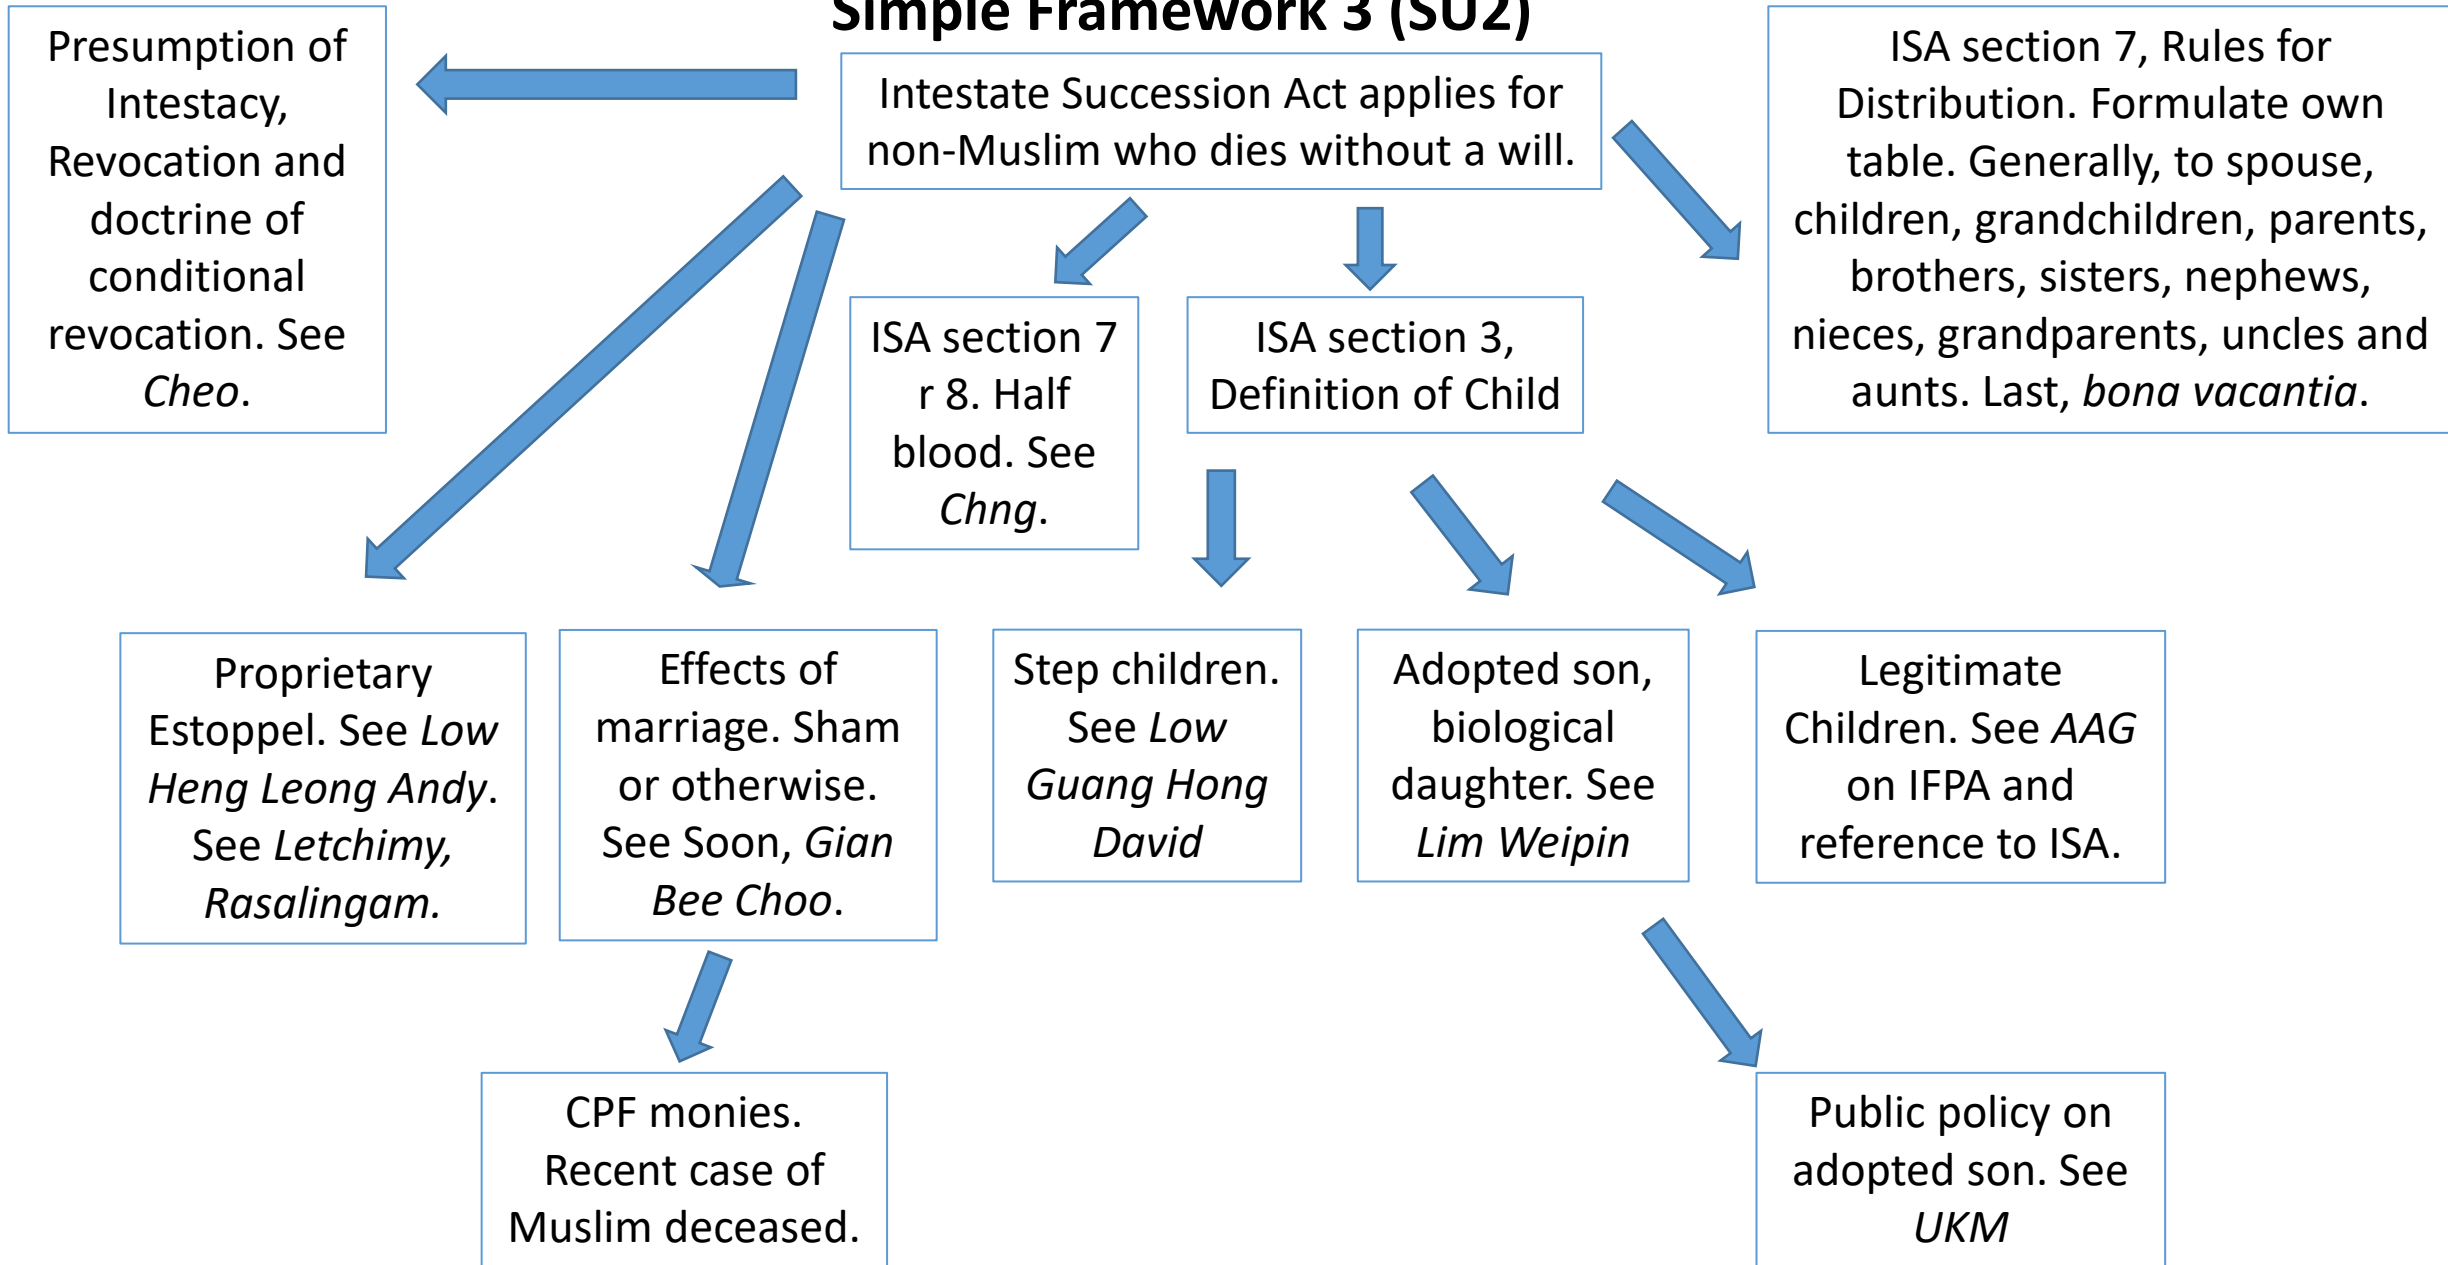 Simple Framework 3 (SU2)
Presumption of
Intestacy,
Revocation and
doctrine of
conditional
revocation. See
Cheo.
Intestate Succession Act applies for
non-Muslim who dies without a will.
ISA section 7, Rules for
Distribution. Formulate own
table. Generally, to spouse,
children, grandchildren, parents,
brothers, sisters, nephews,
nieces, grandparents, uncles and
aunts. Last, bona vacantia.
ISA section 7
r 8. Half
blood. See
Chng.
ISA section 3,
Definition of Child
Proprietary
Estoppel. See Low
Heng Leong Andy.
See Letchimy,
Rasalingam.
Effects of
marriage. Sham
or otherwise.
See Soon, Gian
Bee Choo.
Step children.
See Low
Guang Hong
David
Adopted son,
biological
daughter. See
Lim Weipin
Legitimate
Children. See AAG
on IFPA and
reference to ISA.
CPF monies.
Recent case of
Muslim deceased.
Public policy on
adopted son. See
UKM